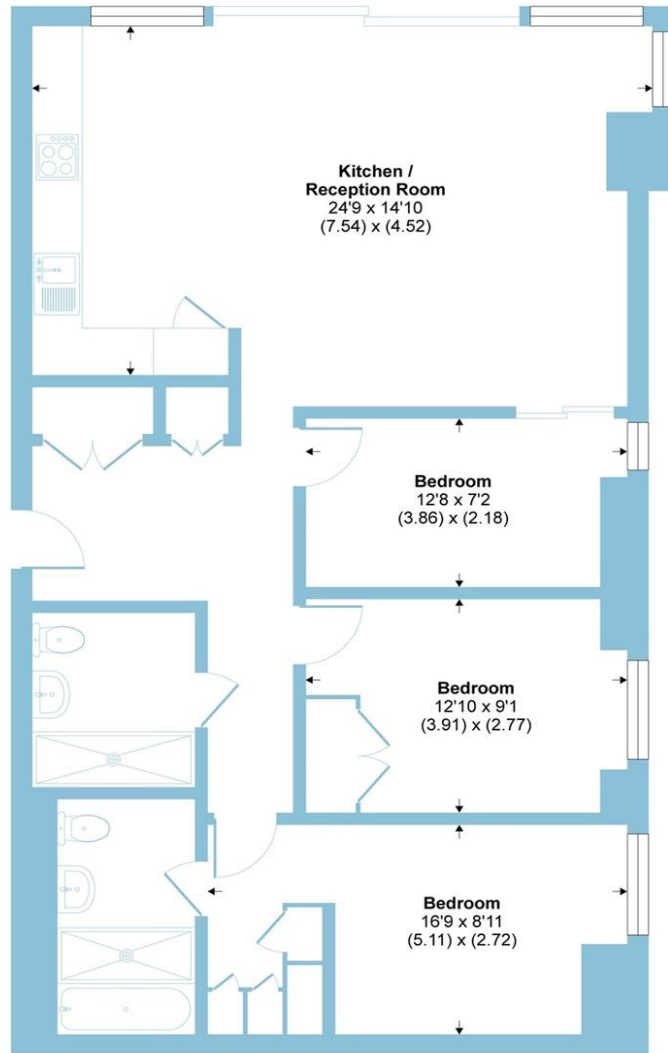 Kitchen /
Reception Room
24'9 x 14'10
(7.54) x (4.52)
Bedroom
12'8 x 7'2
(3.86) x (2.18)
Bedroom
12'10 x 9'1
(3.91) x (2.77)
Bedroom
16'9 x 8'11
(5.11) x (2.72)